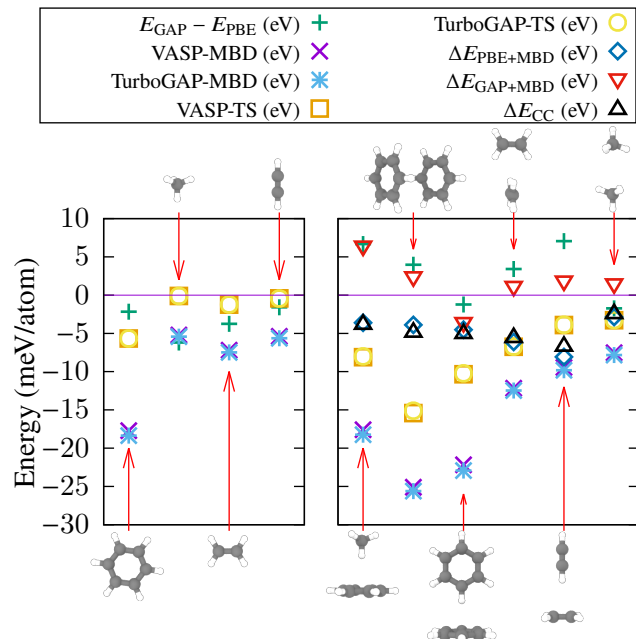 E_GAP − E_PBE (eV)
VASP-MBD (eV)
TurboGAP-MBD (eV)
VASP-TS (eV)
TurboGAP-TS (eV)
ΔE_PBE+MBD (eV)
ΔE_GAP+MBD (eV)
ΔE_CC (eV)
Energy (meV/atom)
10
5
0
−5
−10
−15
−20
−25
−30